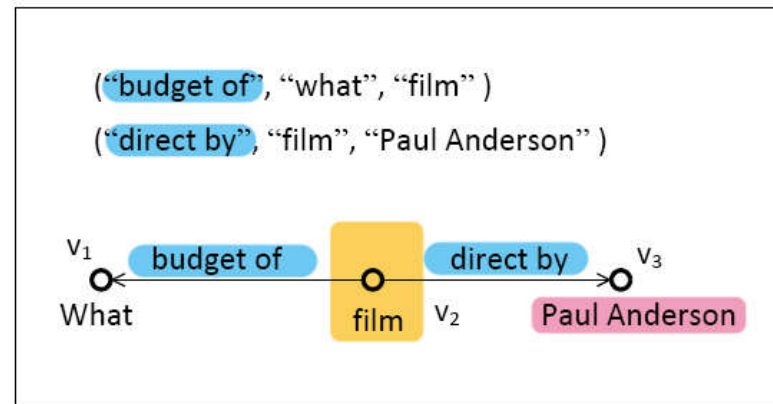 (“budget of”, “what”, “film” )
(“direct by”, “film”, “Paul Anderson” )
v₁ budget of direct by v₃
What film v₂ Paul Anderson